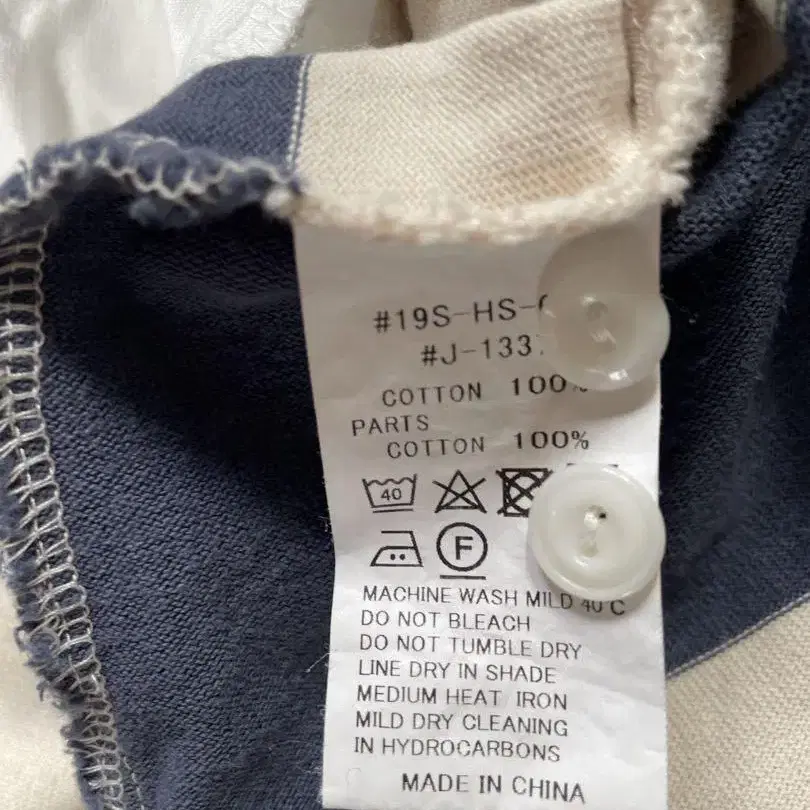 #19S-HS-
#J-133
COTTON 100%
PARTS
COTTON 100%
40
F
MACHINE WASH MILD 40 C
DO NOT BLEACH
DO NOT TUMBLE DRY
LINE DRY IN SHADE
MEDIUM HEAT IRON
MILD DRY CLEANING
IN HYDROCARBONS
MADE IN CHINA